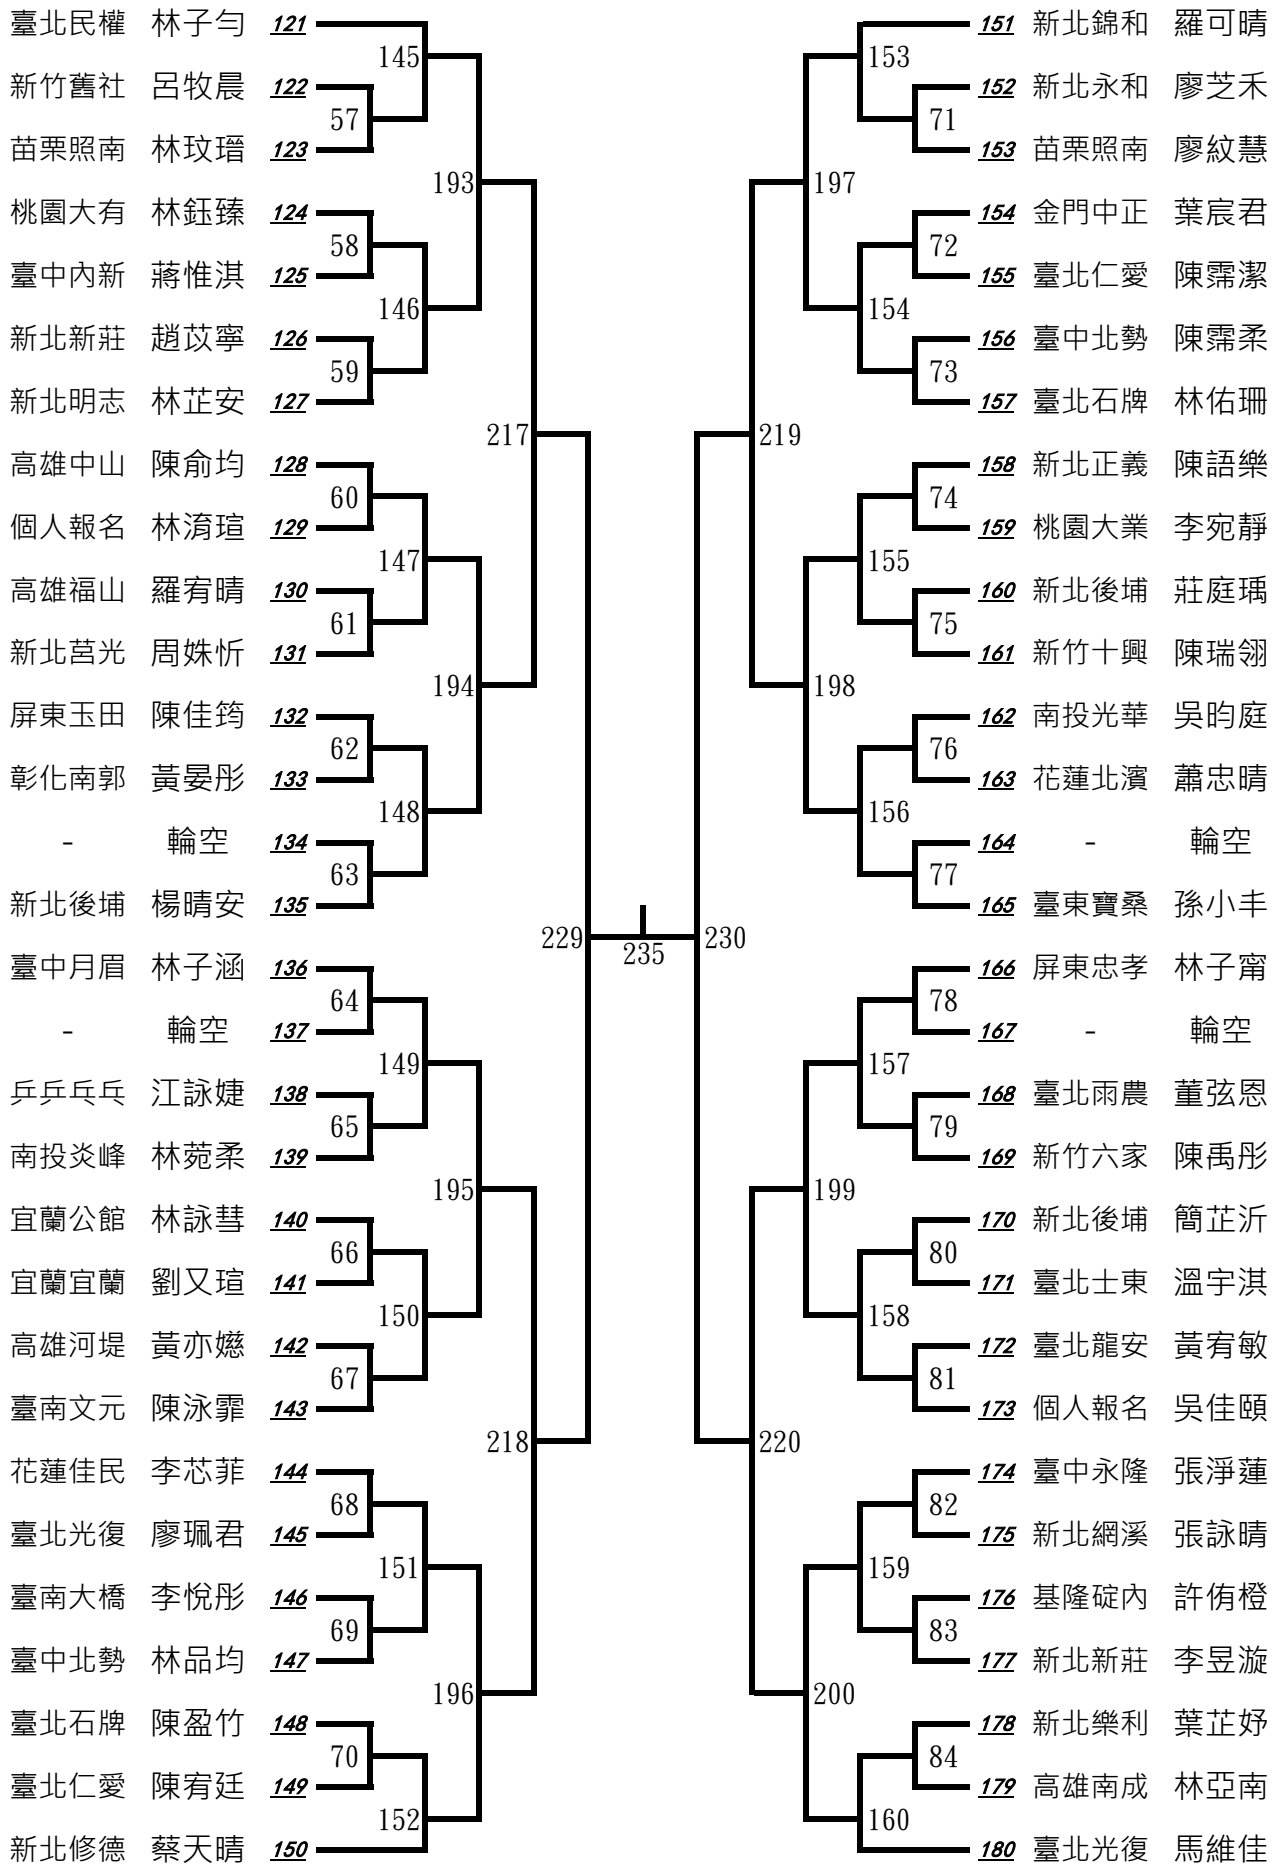 臺北民權 林子勻 121
145
新竹舊社 呂牧晨 122
57
苗栗照南 林玟瑨 123
193
桃園大有 林鈺臻 124
58
臺中內新 蔣惟淇 125
146
新北新莊 趙苡寧 126
59
新北明志 林芷安 127
217
高雄中山 陳俞均 128
60
個人報名 林淯瑄 129
147
高雄福山 羅宥晴 130
61
新北莒光 周姝忻 131
194
屏東玉田 陳佳筠 132
62
彰化南郭 黃晏彤 133
148
- 輪空 134
63
新北後埔 楊晴安 135
229
臺中月眉 林子涵 136
64
- 輪空 137
149
乒乒乓乓 江詠婕 138
65
南投炎峰 林菀柔 139
195
宜蘭公館 林詠彗 140
66
宜蘭宜蘭 劉又瑄 141
150
高雄河堤 黃亦嬨 142
67
臺南文元 陳泳霏 143
218
花蓮佳民 李芯菲 144
68
臺北光復 廖珮君 145
151
臺南大橋 李悅彤 146
69
臺中北勢 林品均 147
196
臺北石牌 陳盈竹 148
70
臺北仁愛 陳宥廷 149
152
新北修德 蔡天晴 150
235
151 新北錦和 羅可晴
153
152 新北永和 廖芝禾
71
153 苗栗照南 廖紋慧
197
154 金門中正 葉宸君
72
155 臺北仁愛 陳霈潔
154
156 臺中北勢 陳霈柔
73
157 臺北石牌 林佑珊
219
158 新北正義 陳語樂
74
159 桃園大業 李宛靜
155
160 新北後埔 莊庭瑀
75
161 新竹十興 陳瑞翎
198
162 南投光華 吳昀庭
76
163 花蓮北濱 蕭忠晴
156
164 - 輪空
77
165 臺東寶桑 孫小丰
230
166 屏東忠孝 林子甯
78
167 - 輪空
157
168 臺北雨農 董弦恩
79
169 新竹六家 陳禹彤
199
170 新北後埔 簡芷沂
80
171 臺北士東 溫宇淇
158
172 臺北龍安 黃宥敏
81
173 個人報名 吳佳頤
220
174 臺中永隆 張淨蓮
82
175 新北網溪 張詠晴
159
176 基隆碇內 許侑橙
83
177 新北新莊 李昱漩
200
178 新北樂利 葉芷妤
84
179 高雄南成 林亞南
160
180 臺北光復 馬維佳